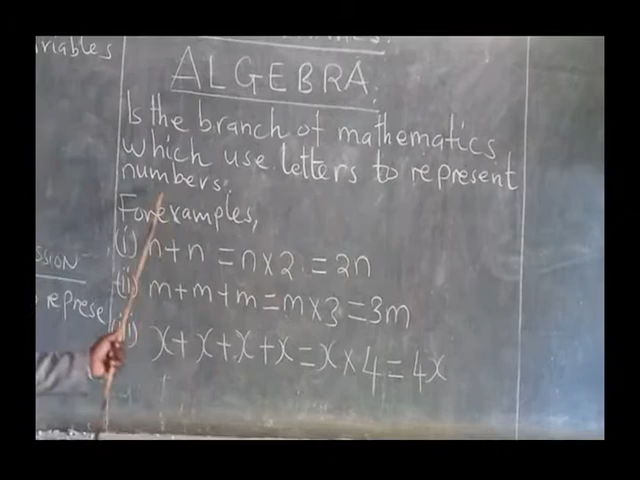 ariables
ALGEBRA.
Is the branch of mathematics
which use letters to represent
numbers.
For examples,
(i) n+n = n×2 = 2n
(ii) m+m+m = m×3 = 3m
x+x+x+x = x×4 = 4x
SSION
represe